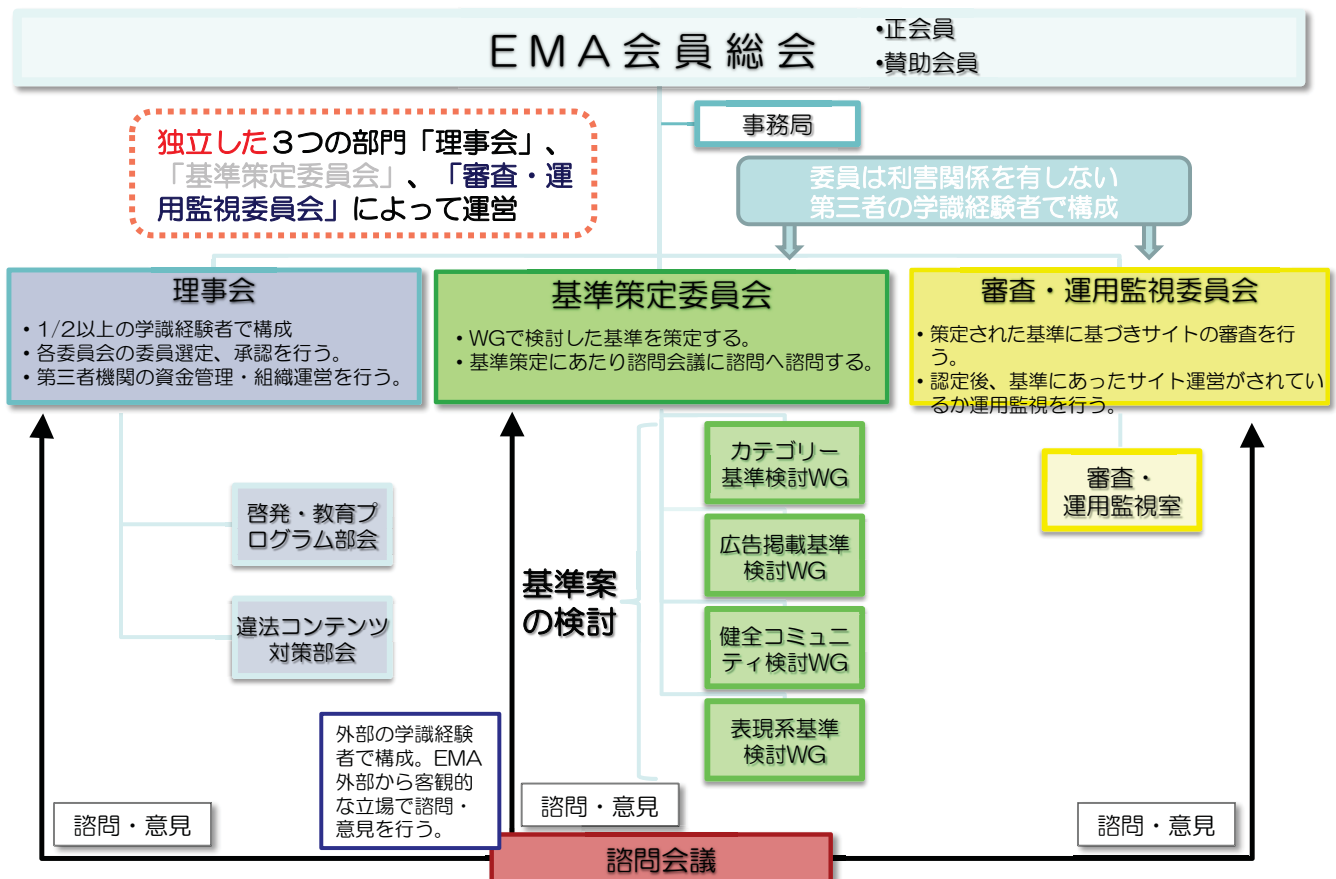 EMA会員総会
•正会員
•賛助会員
事務局
独立した３つの部門「理事会」、
「基準策定委員会」、「審査・運
用監視委員会」によって運営
委員は利害関係を有しない
第三者の学識経験者で構成
理事会
• 1/2以上の学識経験者で構成
• 各委員会の委員選定、承認を行う。
• 第三者機関の資金管理・組織運営を行う。
基準策定委員会
• WGで検討した基準を策定する。
• 基準策定にあたり諮問会議に諮問へ諮問する。
審査・運用監視委員会
• 策定された基準に基づきサイトの審査を行
う。
• 認定後、基準にあったサイト運営がされてい
るか運用監視を行う。
啓発・教育プ
ログラム部会
違法コンテンツ
対策部会
基準案
の検討
カテゴリー
基準検討WG
広告掲載基準
検討WG
健全コミュニ
ティ検討WG
表現系基準
検討WG
審査・
運用監視室
外部の学識経験
者で構成。EMA
外部から客観的
な立場で諮問・
意見を行う。
諮問・意見
諮問・意見
諮問・意見
諮問会議